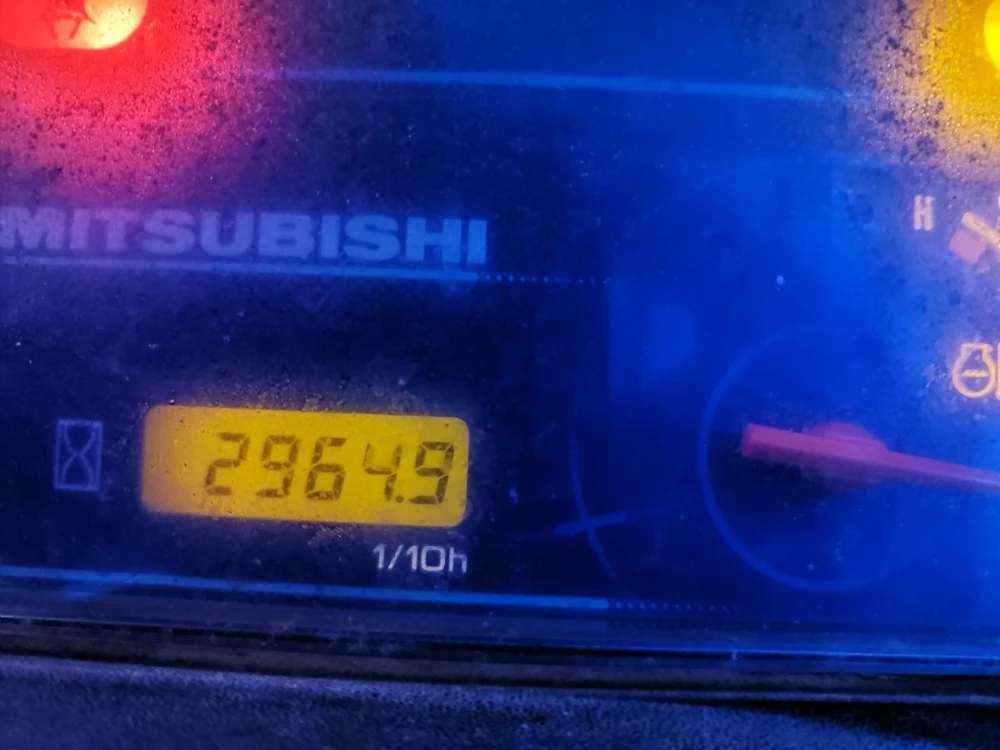 MITSUBISHI
H
2964.9
1/10h